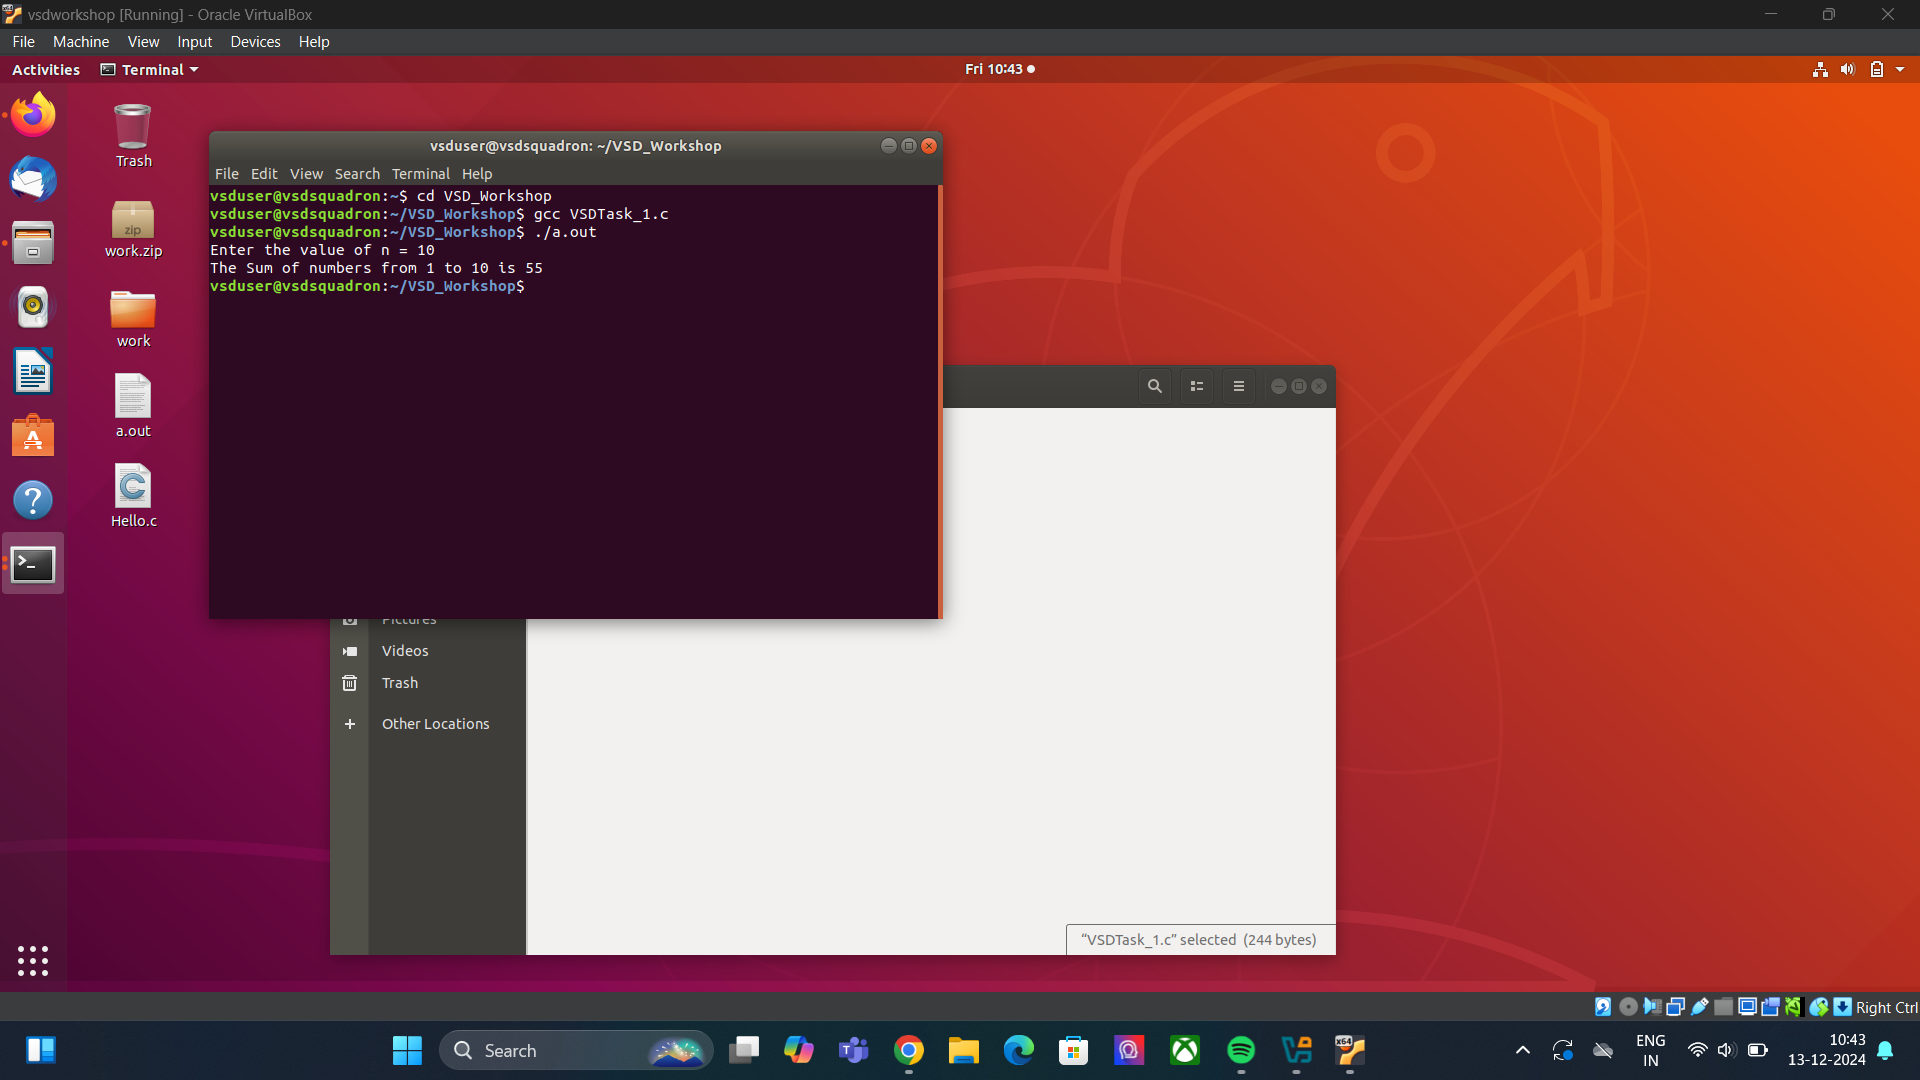 vsdworkshop [Running] - Oracle VirtualBox
File Machine View Input Devices Help
Activities Terminal Fri 10:43
Trash
work.zip
work
a.out
Hello.c
vsduser@vsdsquadron: ~/VSD_Workshop
File Edit View Search Terminal Help
vsduser@vsdsquadron:~$ cd VSD_Workshop
vsduser@vsdsquadron:~/VSD_Workshop$ gcc VSDTask_1.c
vsduser@vsdsquadron:~/VSD_Workshop$ ./a.out
Enter the value of n = 10
The Sum of numbers from 1 to 10 is 55
vsduser@vsdsquadron:~/VSD_Workshop$
Pictures
Videos
Trash
+ Other Locations
“VSDTask_1.c” selected (244 bytes)
Right Ctrl
Search
ENG
IN
10:43
13-12-2024